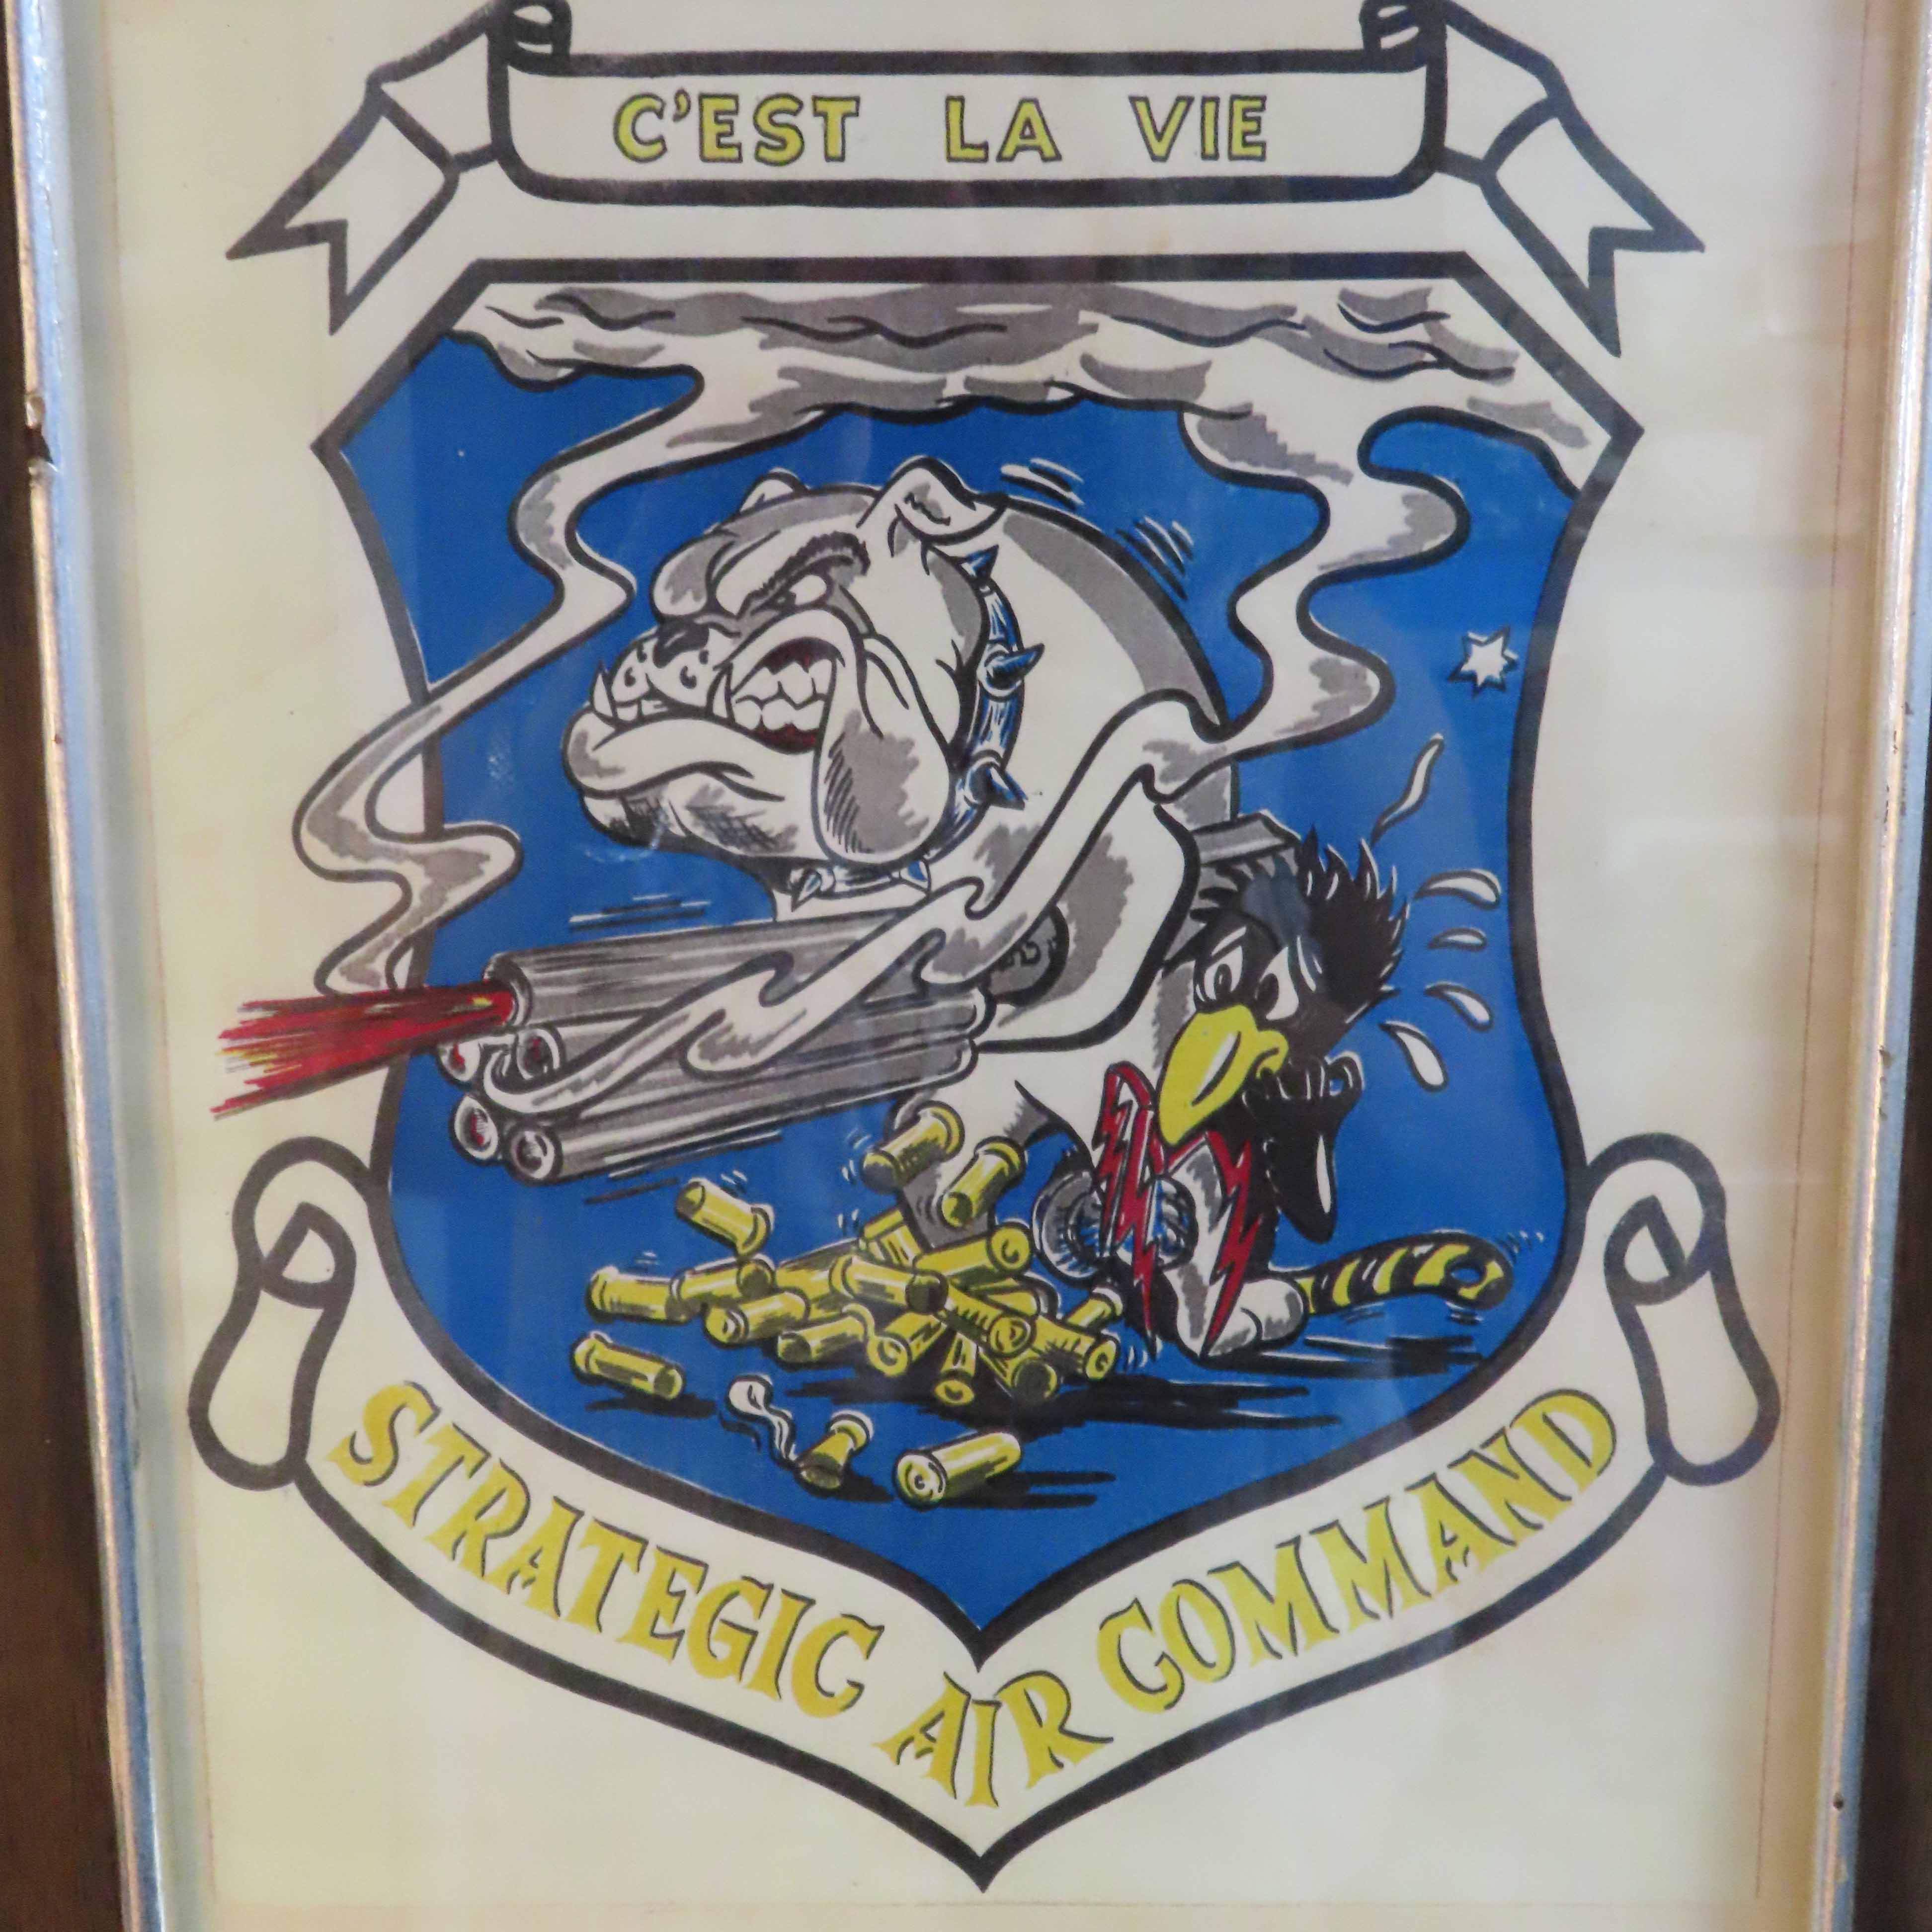 C'EST LA VIE
STRATEGIC AIR COMMAND